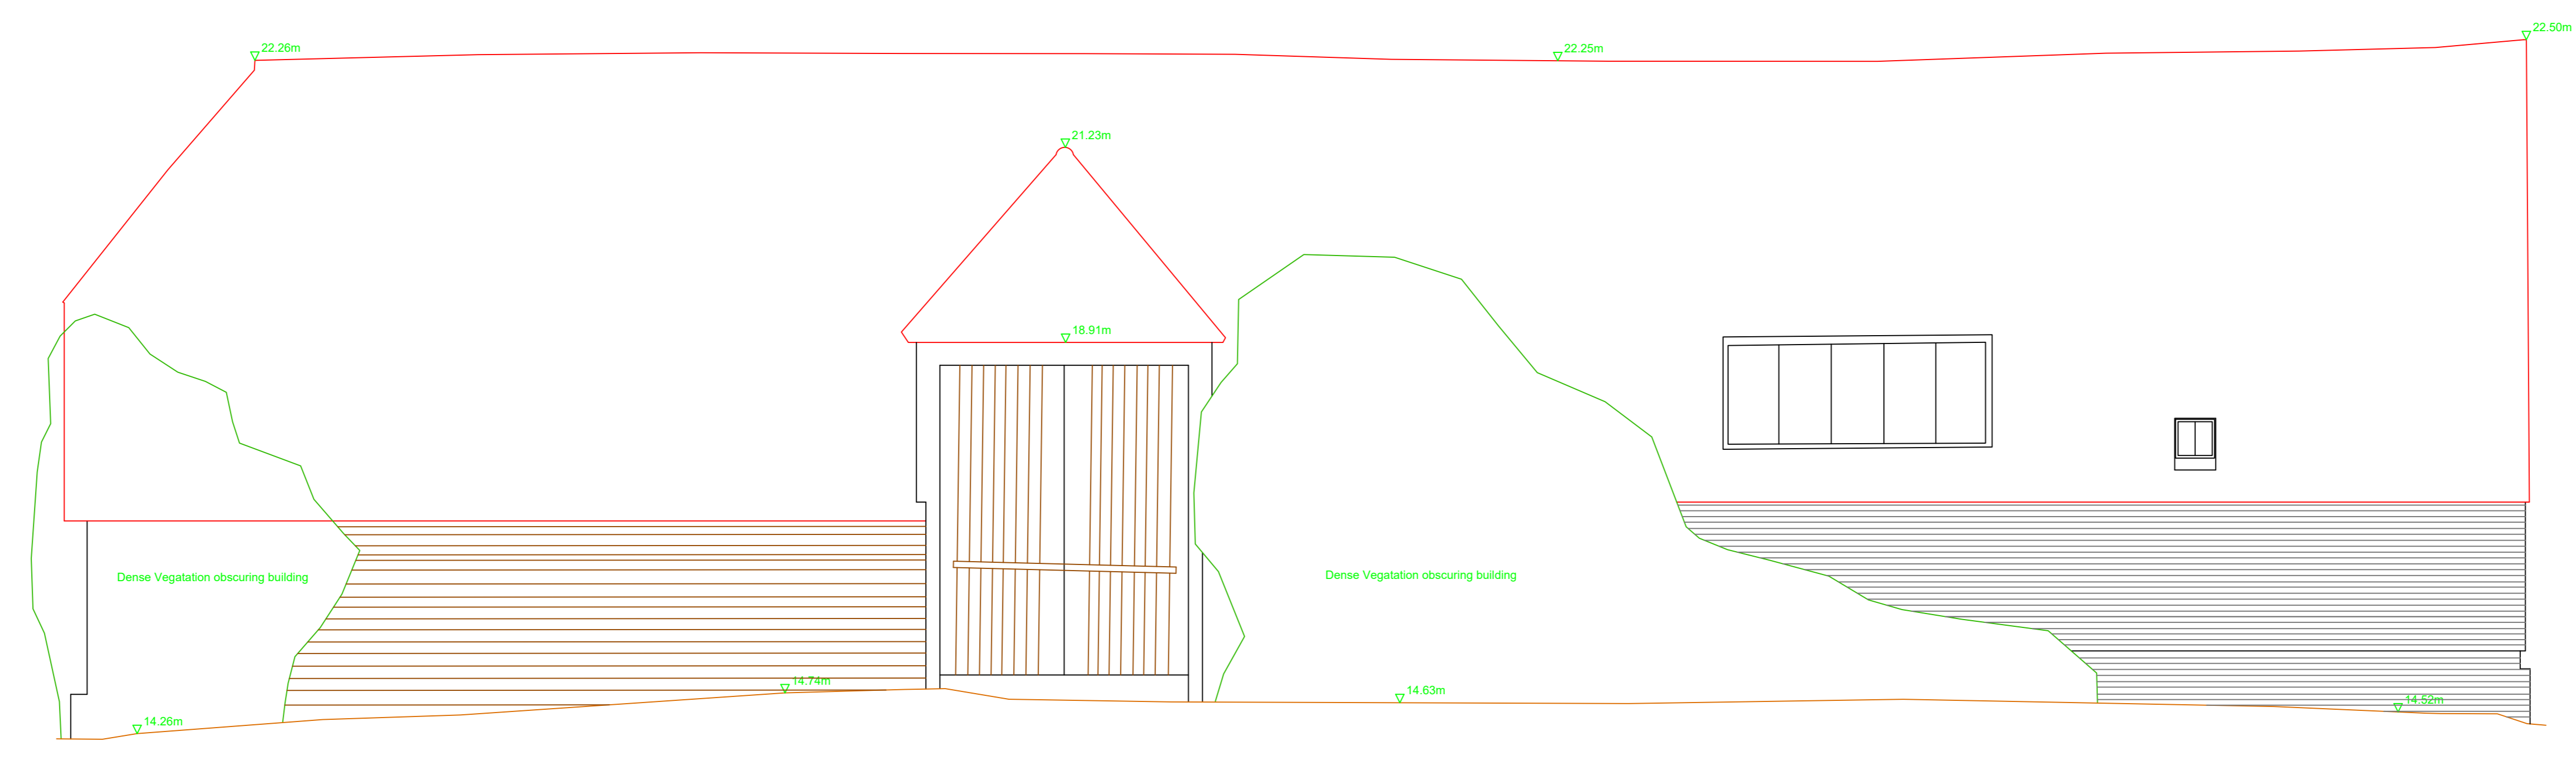 22.26m
22.25m
22.50m
21.23m
18.91m
Dense Vegatation obscuring building
Dense Vegatation obscuring building
14.26m
14.74m
14.63m
14.52m